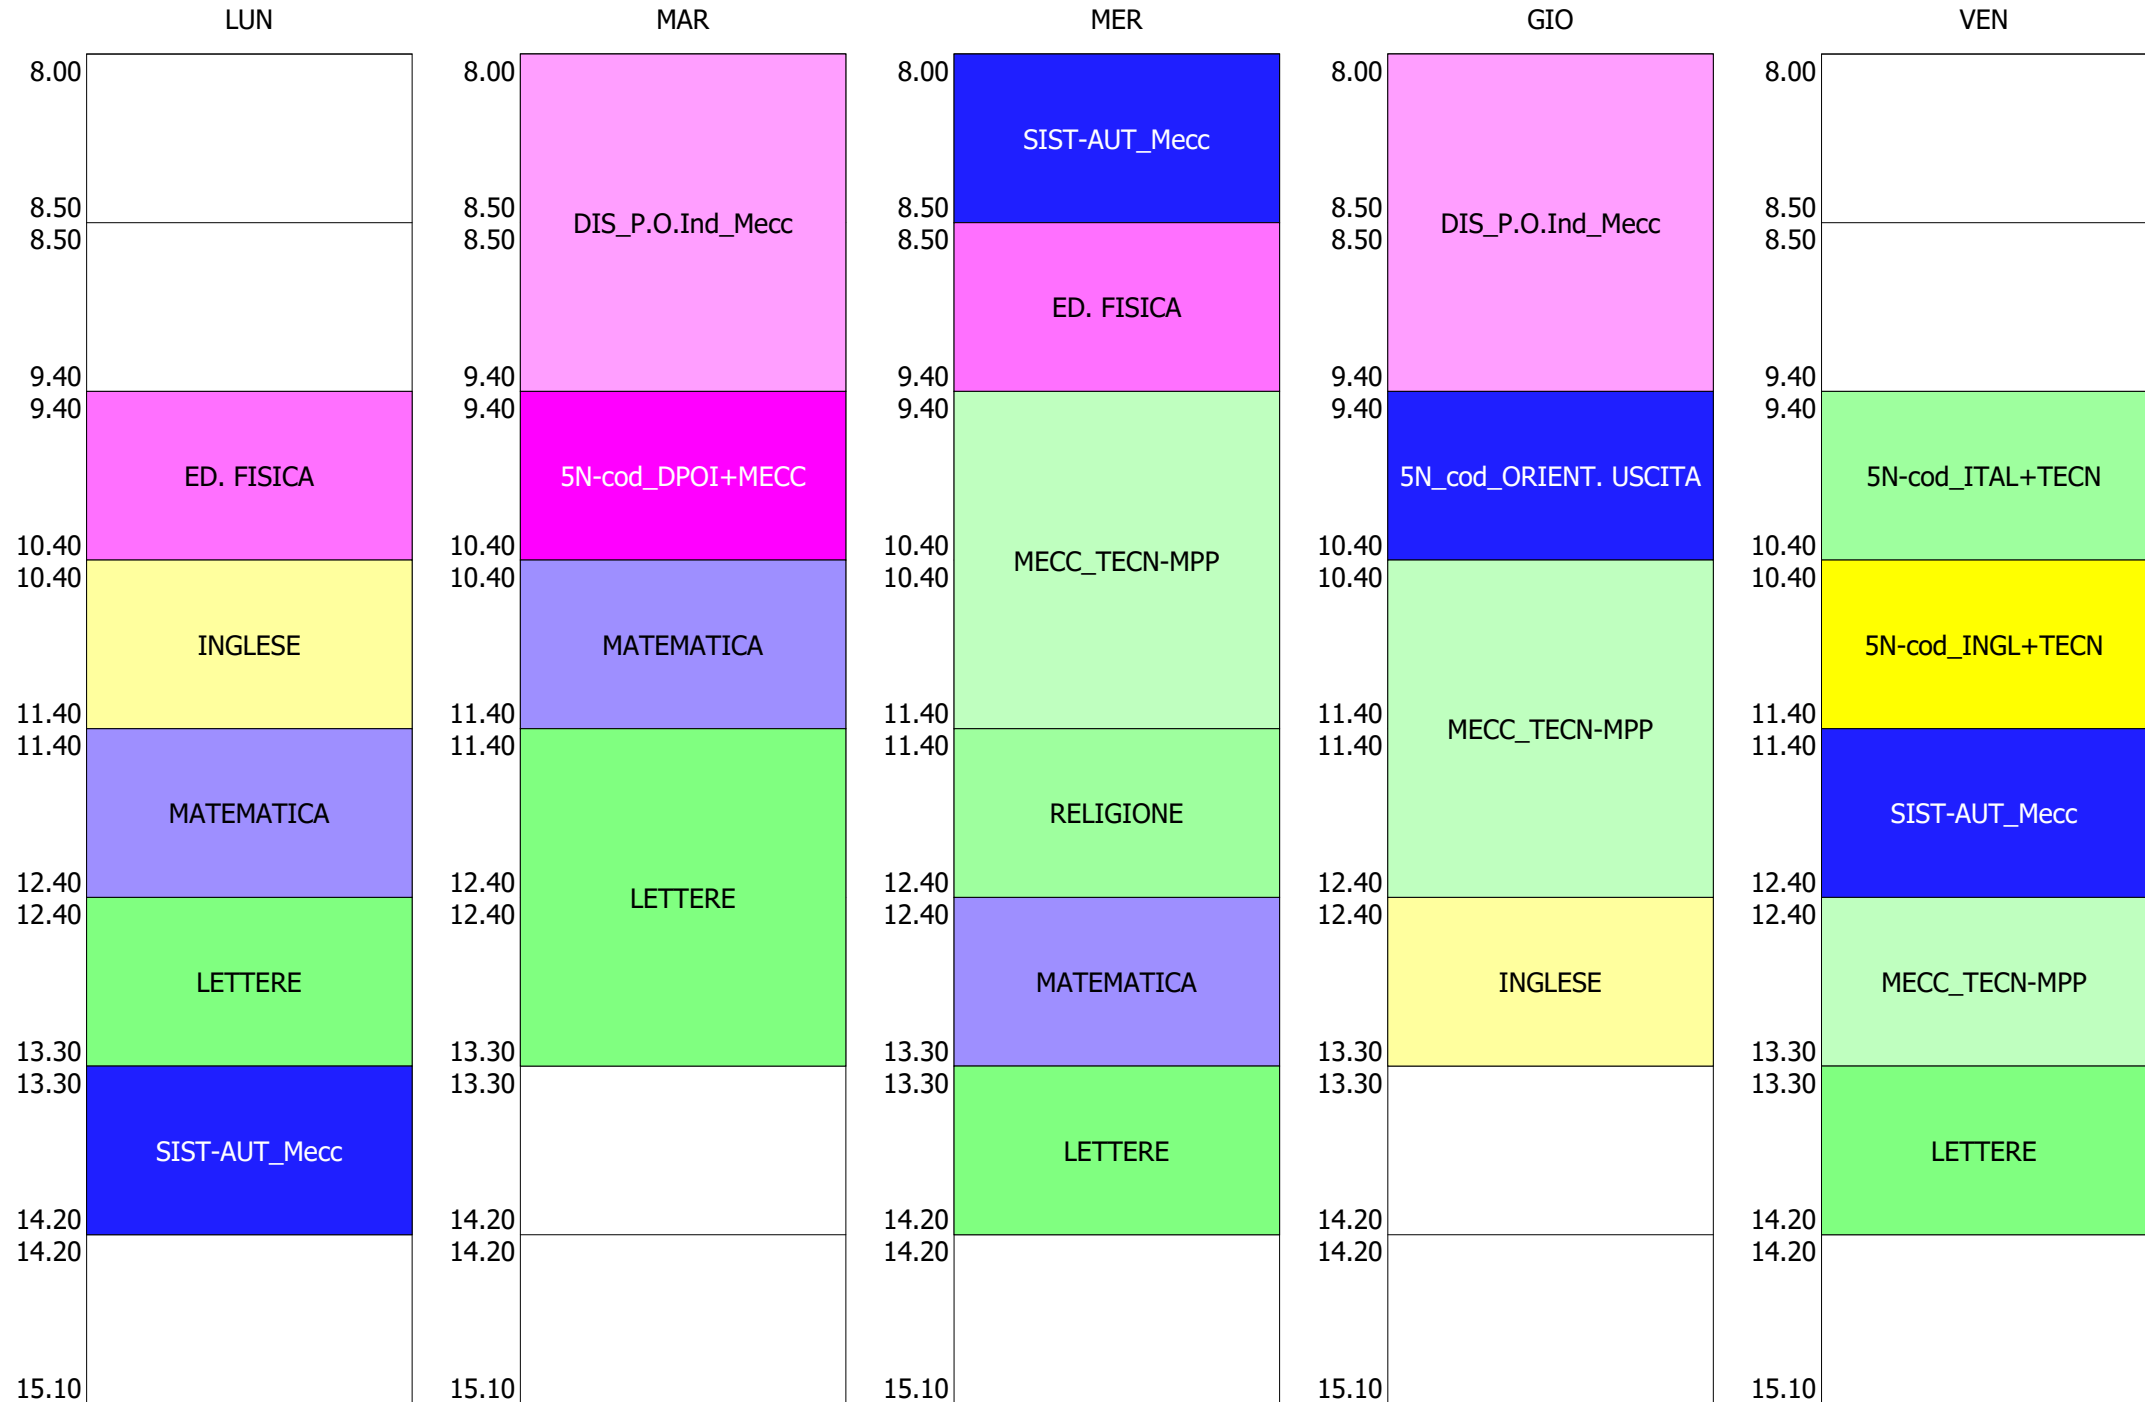 LUN
8.00
8.50
8.50
9.40
9.40
ED. FISICA
10.40
10.40
INGLESE
11.40
11.40
MATEMATICA
12.40
12.40
LETTERE
13.30
13.30
SIST-AUT_Mecc
14.20
14.20
15.10
MAR
8.00
DIS_P.O.Ind_Mecc
8.50
8.50
9.40
9.40
5N-cod_DPOI+MECC
10.40
10.40
MATEMATICA
11.40
11.40
LETTERE
12.40
12.40
13.30
13.30
14.20
14.20
15.10
MER
8.00
SIST-AUT_Mecc
8.50
8.50
ED. FISICA
9.40
9.40
MECC_TECN-MPP
10.40
10.40
11.40
11.40
RELIGIONE
12.40
12.40
MATEMATICA
13.30
13.30
LETTERE
14.20
14.20
15.10
GIO
8.00
DIS_P.O.Ind_Mecc
8.50
8.50
9.40
9.40
5N_cod_ORIENT. USCITA
10.40
10.40
MECC_TECN-MPP
11.40
11.40
12.40
12.40
INGLESE
13.30
13.30
14.20
14.20
15.10
VEN
8.00
8.50
8.50
9.40
9.40
5N-cod_ITAL+TECN
10.40
10.40
5N-cod_INGL+TECN
11.40
11.40
SIST-AUT_Mecc
12.40
12.40
MECC_TECN-MPP
13.30
13.30
LETTERE
14.20
14.20
15.10